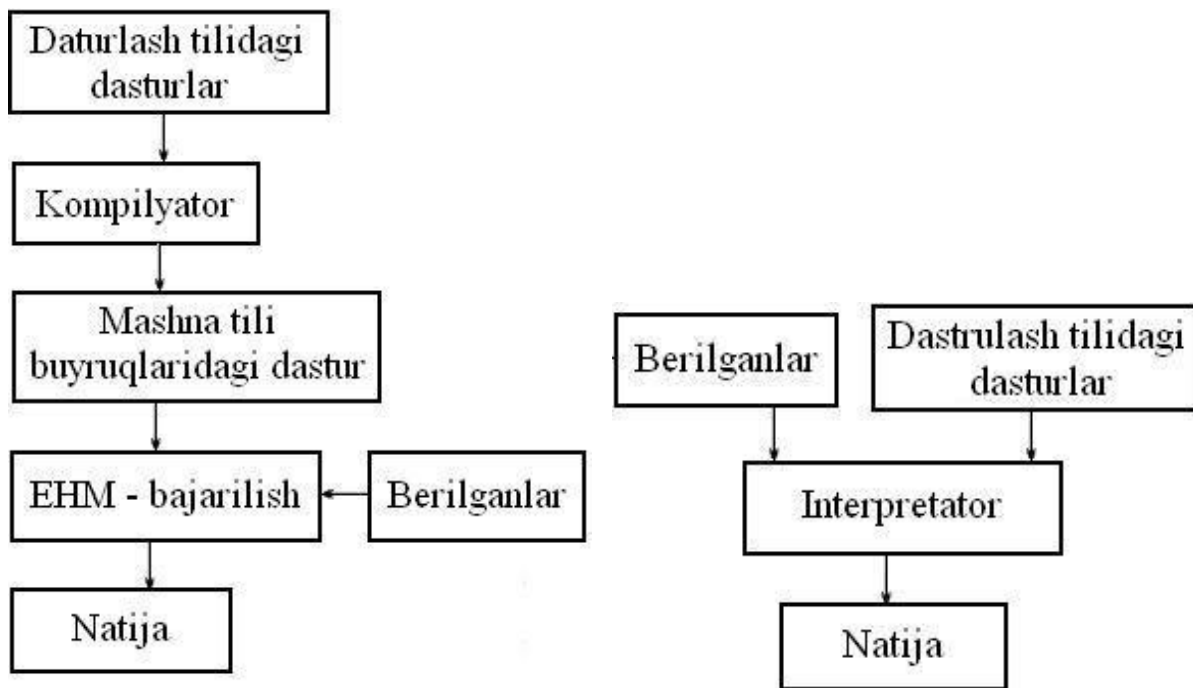 Daturlash tilidagi
dasturlar
Kompilyator
Mashna tili
buyruqlaridagi dastur
EHM - bajarilish
Berilganlar
Natija
Berilganlar
Dastrulash tilidagi
dasturlar
Interpretator
Natija